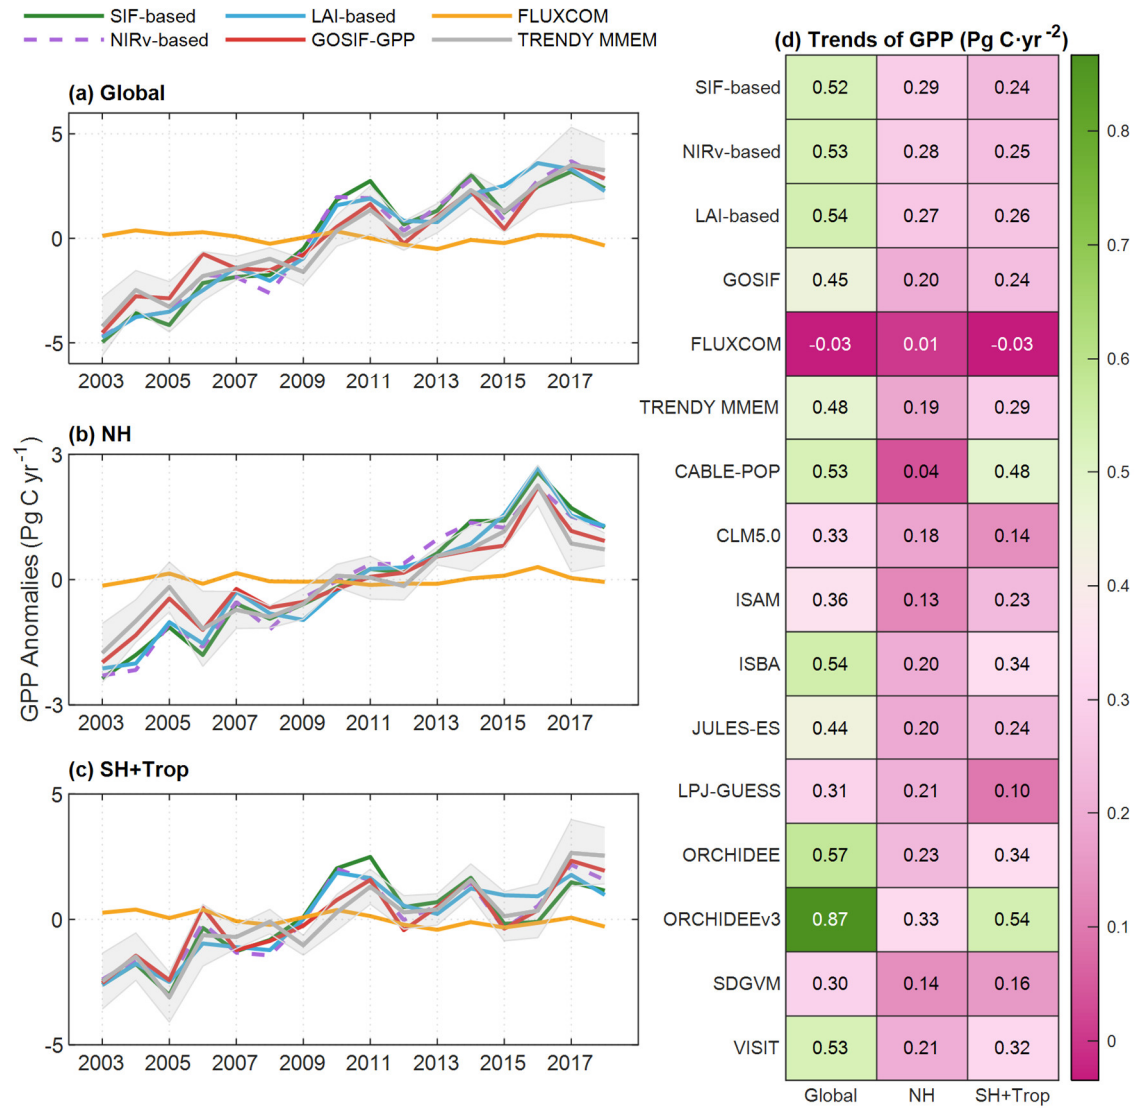 SIF-based LAI-based FLUXCOM
NIRv-based GOSIF-GPP TRENDY MMEM
(a) Global
5
0
-5
2003 2005 2007 2009 2011 2013 2015 2017
(b) NH
3
0
-3
2003 2005 2007 2009 2011 2013 2015 2017
(c) SH+Trop
5
0
-5
2003 2005 2007 2009 2011 2013 2015 2017
GPP Anomalies (Pg C yr-1)
(d) Trends of GPP (Pg C·yr-2)
SIF-based 0.52 0.29 0.24
NIRv-based 0.53 0.28 0.25
LAI-based 0.54 0.27 0.26
GOSIF 0.45 0.20 0.24
FLUXCOM -0.03 0.01 -0.03
TRENDY MMEM 0.48 0.19 0.29
CABLE-POP 0.53 0.04 0.48
CLM5.0 0.33 0.18 0.14
ISAM 0.36 0.13 0.23
ISBA 0.54 0.20 0.34
JULES-ES 0.44 0.20 0.24
LPJ-GUESS 0.31 0.21 0.10
ORCHIDEE 0.57 0.23 0.34
ORCHIDEEv3 0.87 0.33 0.54
SDGVM 0.30 0.14 0.16
VISIT 0.53 0.21 0.32
Global NH SH+Trop
0.8
0.7
0.6
0.5
0.4
0.3
0.2
0.1
0